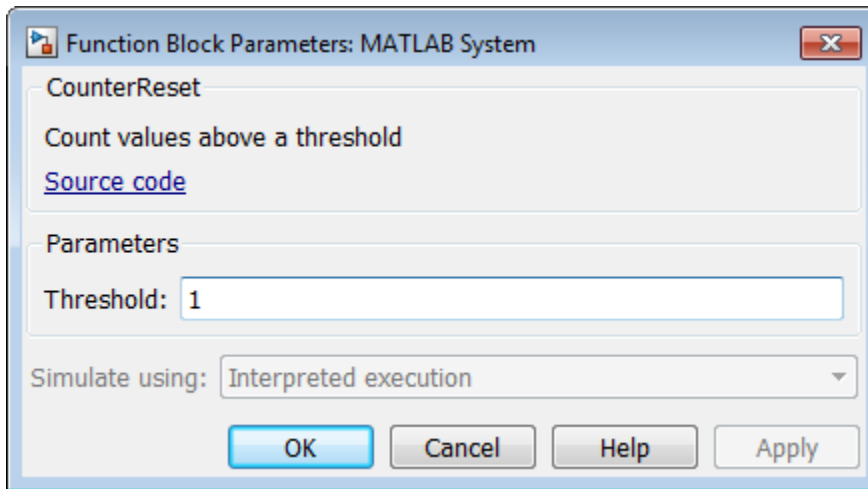 Function Block Parameters: MATLAB System
CounterReset
Count values above a threshold
Source code
Parameters
Threshold: 1
Simulate using: Interpreted execution
OK Cancel Help Apply